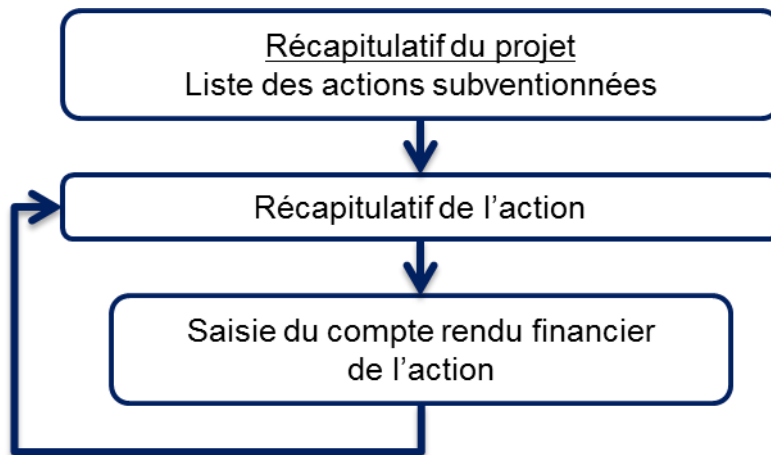 Récapitulatif du projet
Liste des actions subventionnées
Récapitulatif de l’action
Saisie du compte rendu financier
de l’action